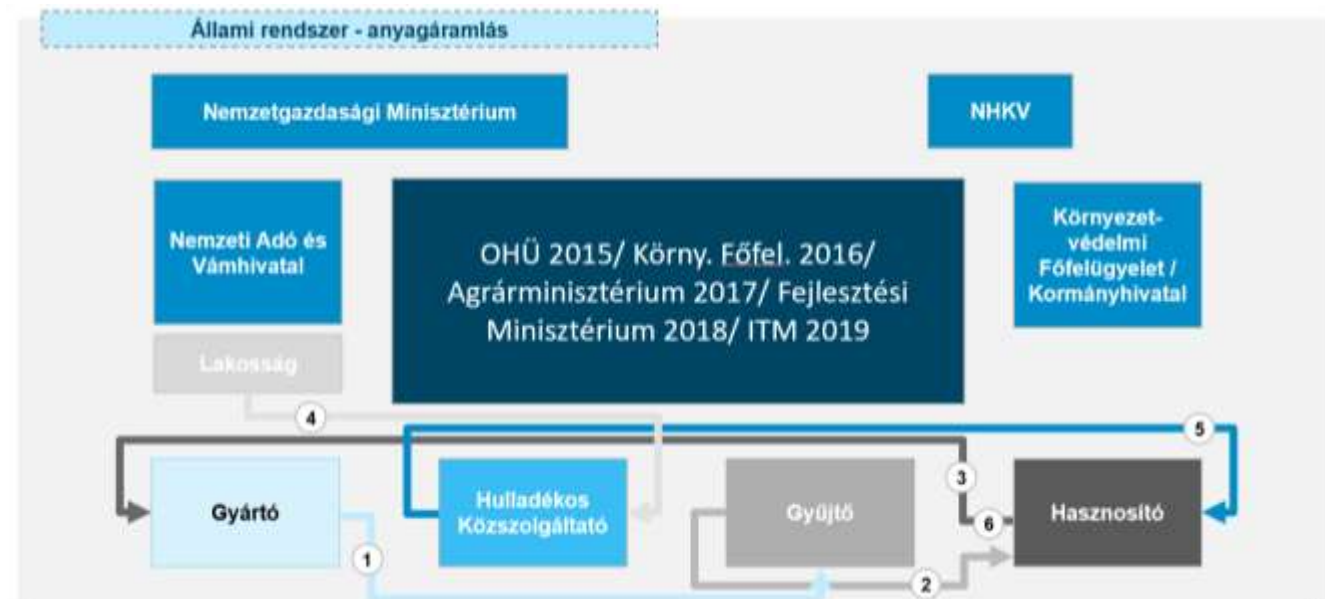 Állami rendszer - anyagáramlás
Nemzetgazdasági Minisztérium
NHKV
Nemzeti Adó és
Vámhivatal
OHÜ 2015/ Körny. Főfel. 2016/
Agrárminisztérium 2017/ Fejlesztési
Minisztérium 2018/ ITM 2019
Környezet-
védelmi
Főfelügyelet /
Kormányhivatal
Lakosság
4
5
Gyártó
Hulladékos
Közszolgáltató
Gyűjtő
3
6
Hasznosító
1
2